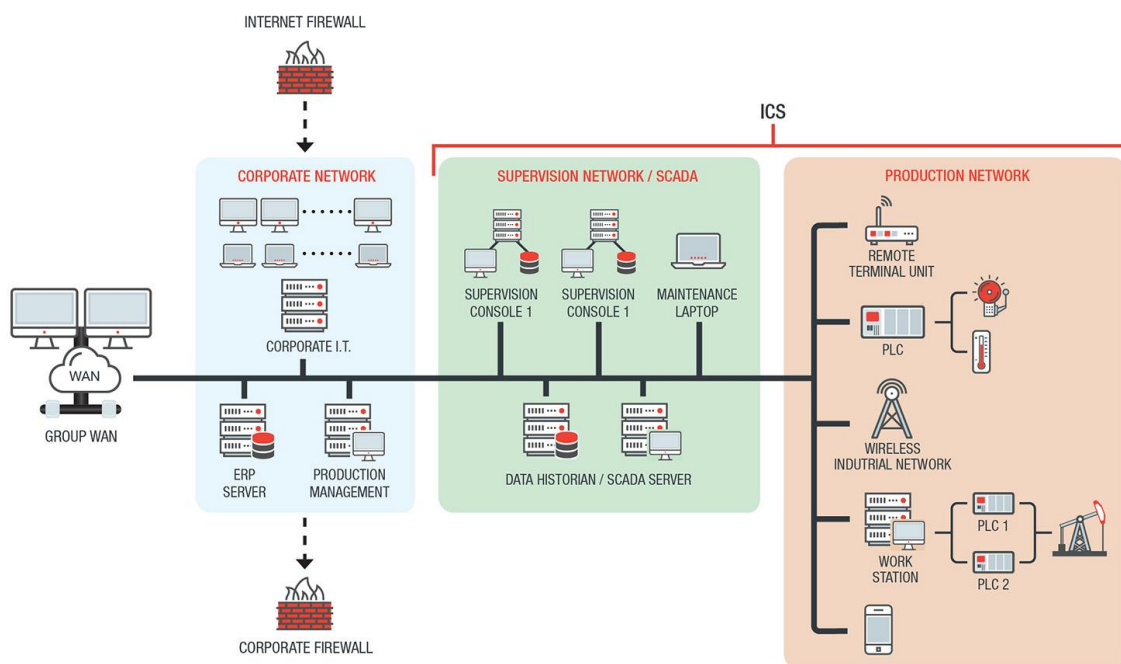 INTERNET FIREWALL
ICS
CORPORATE NETWORK
CORPORATE I.T.
ERP
SERVER
PRODUCTION
MANAGEMENT
CORPORATE FIREWALL
WAN
GROUP WAN
SUPERVISION NETWORK / SCADA
SUPERVISION
CONSOLE 1
SUPERVISION
CONSOLE 1
MAINTENANCE
LAPTOP
DATA HISTORIAN / SCADA SERVER
PRODUCTION NETWORK
REMOTE
TERMINAL UNIT
PLC
WIRELESS
INDUTRIAL NETWORK
WORK
STATION
PLC 1
PLC 2